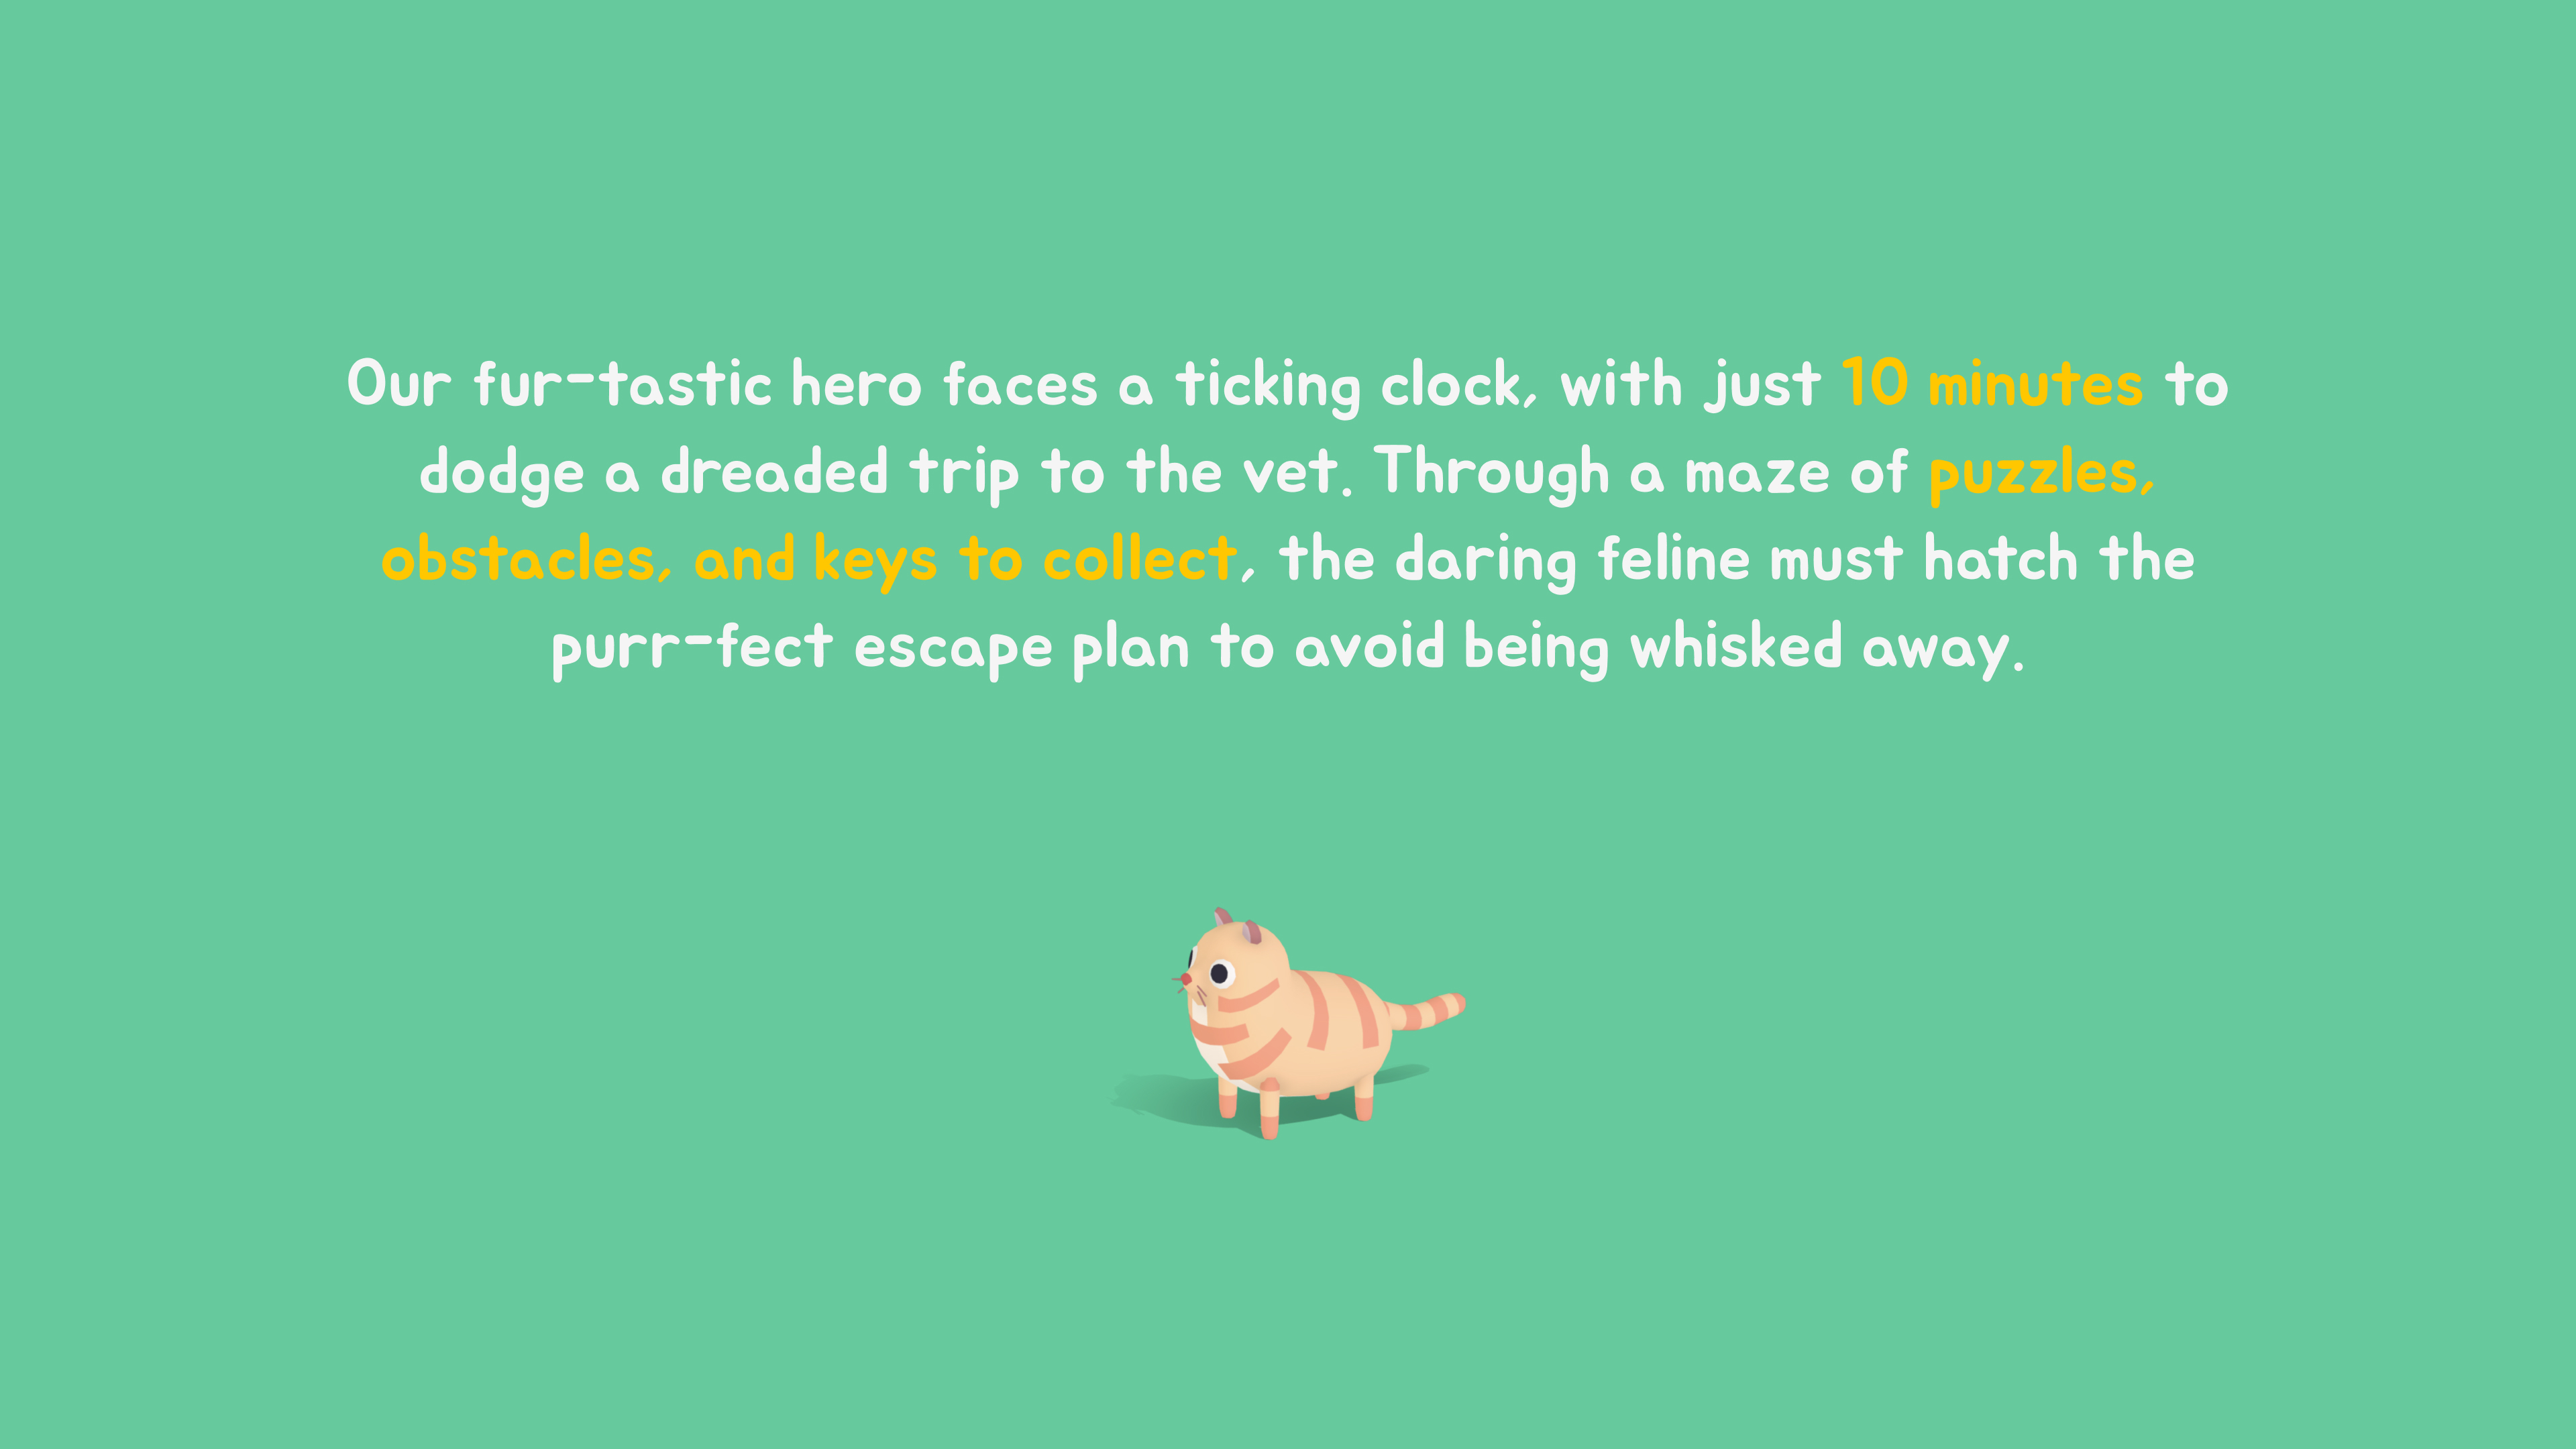 Our fur-tastic hero faces a ticking clock, with just 10 minutes to
dodge a dreaded trip to the vet. Through a maze of puzzles,
obstacles, and keys to collect, the daring feline must hatch the
purr-fect escape plan to avoid being whisked away.